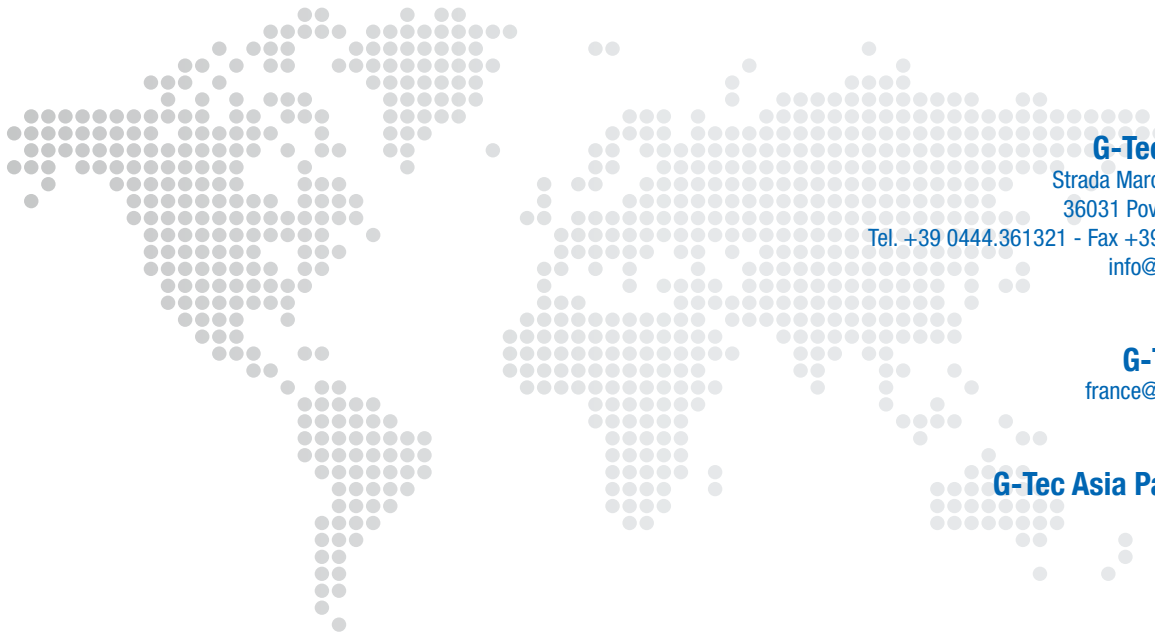 G-Tec
Strada Marc
36031 Pov
Tel. +39 0444.361321 - Fax +39
info@
G-T
france@
G-Tec Asia Pa